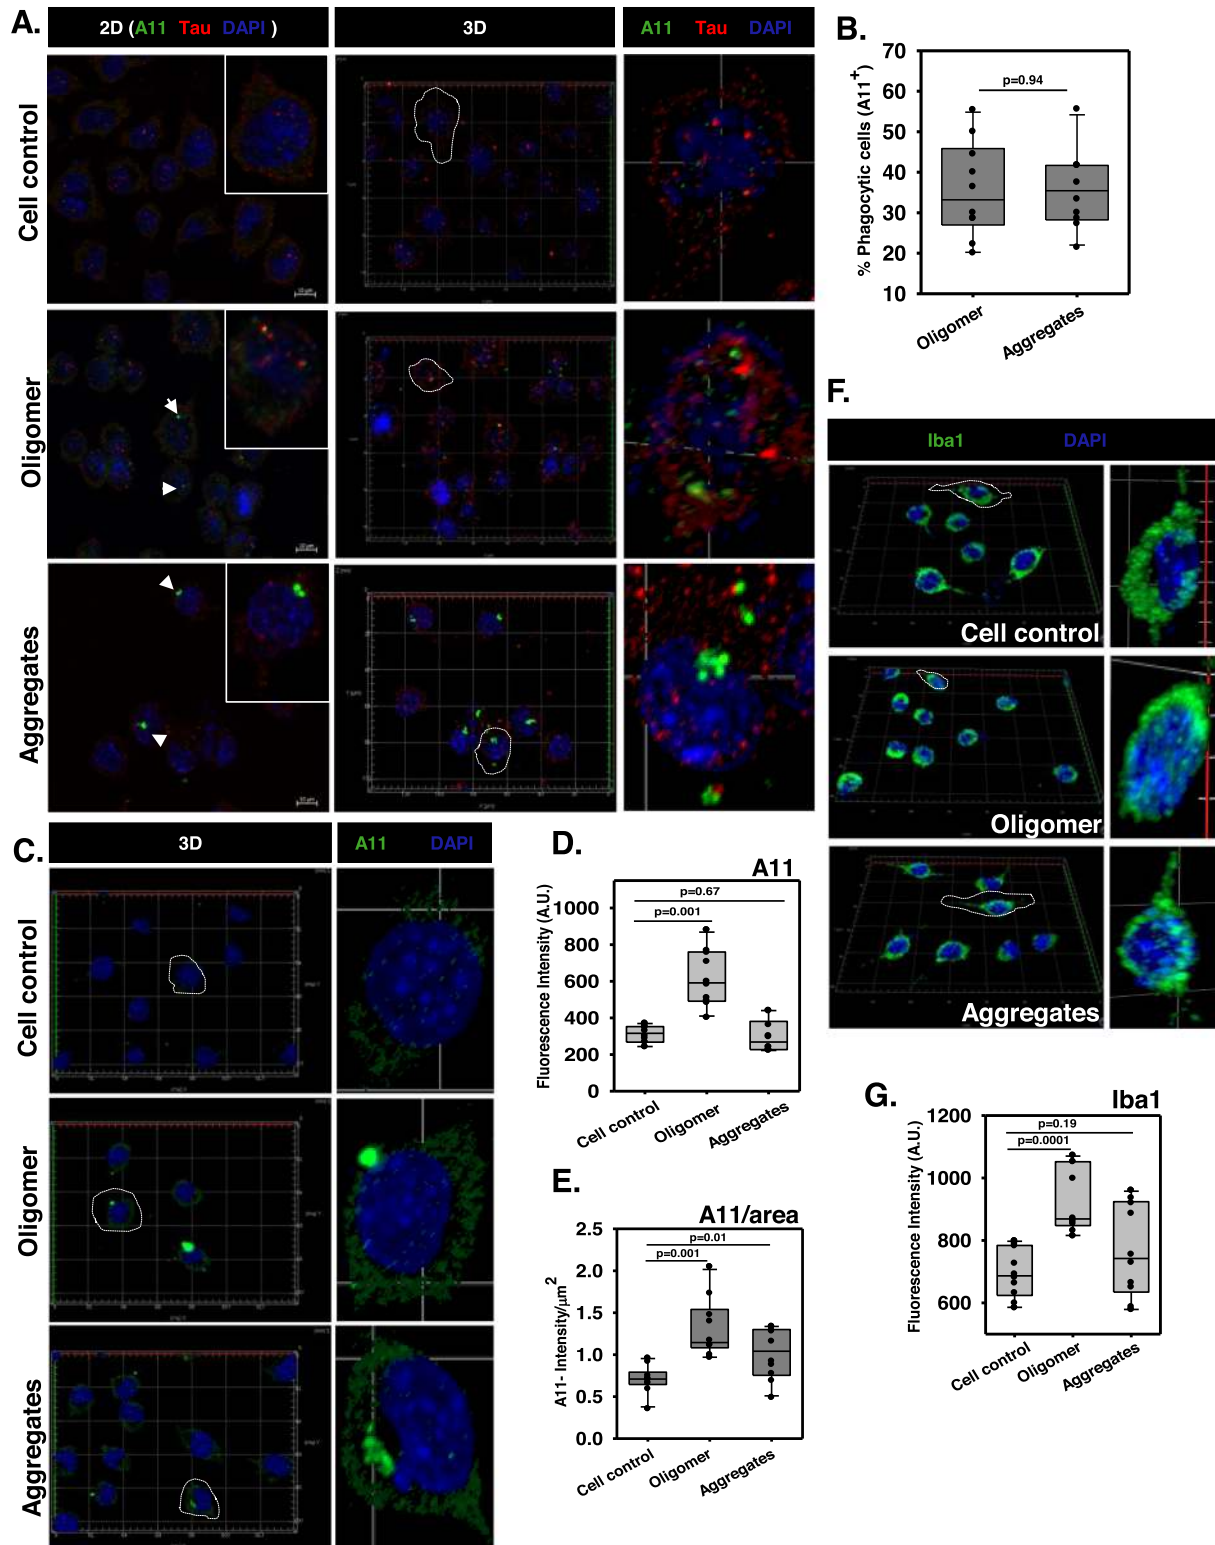 A.
2D (A11 Tau DAPI )
3D
A11 Tau DAPI
Cell control
Oligomer
Aggregates
B.
% Phagocytic cells (A11+)
70
60
50
40
30
20
10
p=0.94
Oligomer
Aggregates
C.
3D
A11 DAPI
Cell control
Oligomer
Aggregates
D.
A11
Fluorescence Intensity (A.U.)
1000
800
600
400
200
0
p=0.67
p=0.001
Cell control
Oligomer
Aggregates
E.
A11/area
A11- Intensity/μm2
2.5
2.0
1.5
1.0
0.5
0.0
p=0.01
p=0.001
Cell control
Oligomer
Aggregates
F.
Iba1 DAPI
Cell control
Oligomer
Aggregates
G.
Iba1
Fluorescence Intensity (A.U.)
1200
1000
800
600
p=0.19
p=0.0001
Cell control
Oligomer
Aggregates